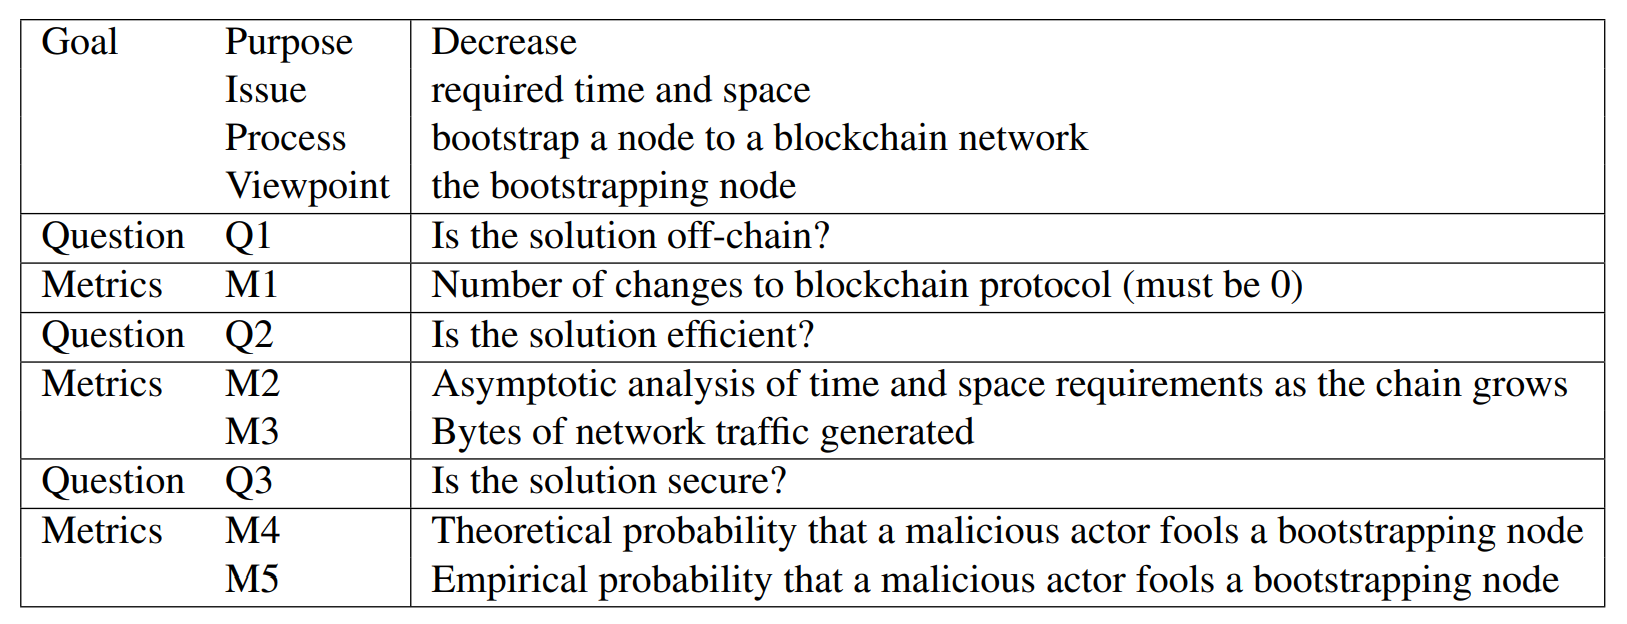 Goal Purpose Decrease
Issue required time and space
Process bootstrap a node to a blockchain network
Viewpoint the bootstrapping node
Question Q1 Is the solution off-chain?
Metrics M1 Number of changes to blockchain protocol (must be 0)
Question Q2 Is the solution efficient?
Metrics M2 Asymptotic analysis of time and space requirements as the chain grows
M3 Bytes of network traffic generated
Question Q3 Is the solution secure?
Metrics M4 Theoretical probability that a malicious actor fools a bootstrapping node
M5 Empirical probability that a malicious actor fools a bootstrapping node